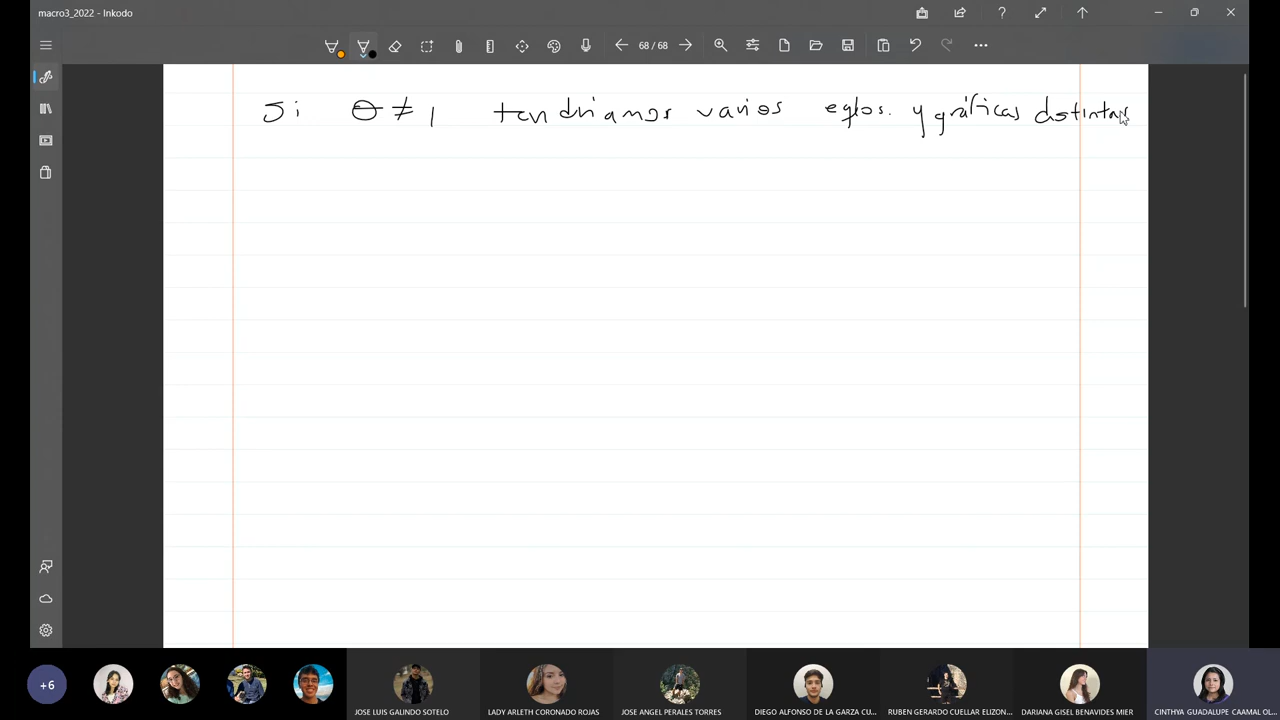 macro3_2022 - Inkodo
68 / 68
Si θ ≠ 1 tendriamos varios eqlos. y gráficas distintas
+6
JOSE LUIS GALINDO SOTELO
LADY ARLETH CORONADO ROJAS
JOSE ANGEL PERALES TORRES
DIEGO ALFONSO DE LA GARZA CU...
RUBEN GERARDO CUELLAR ELIZON...
DARIANA GISEL BENAVIDES MIER
CINTHYA GUADALUPE CAAMAL OL...